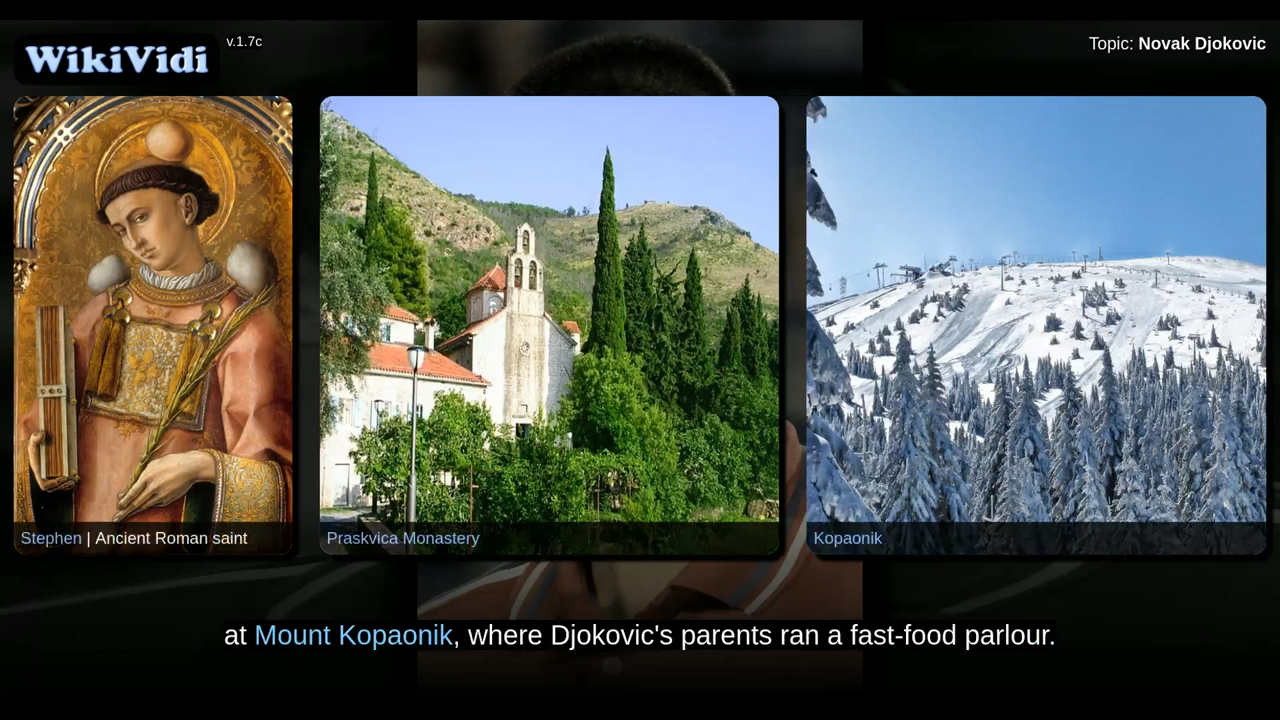 WikiVidi
v.1.7c
Topic: Novak Djokovic
Stephen | Ancient Roman saint
Praskvica Monastery
Kopaonik
at Mount Kopaonik, where Djokovic's parents ran a fast-food parlour.